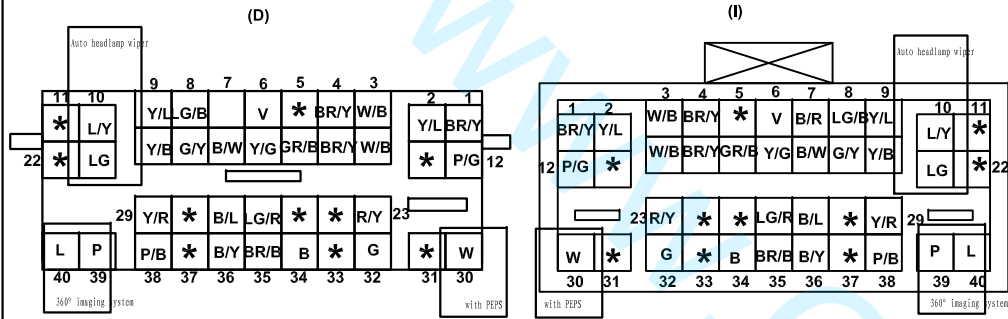 (D) (I)
Auto headlamp wiper Auto headlamp wiper
9 8 7 6 5 4 3 3 4 5 6 7 8 9
11 10 2 1 1 2 10 11
* L/Y Y/L LG/B V * BR/Y W/B Y/L BR/Y BR/Y Y/L W/B BR/Y * V B/R LG/B Y/L L/Y *
22 * LG Y/B G/Y B/W Y/G GR/B BR/Y W/B * P/G 12 12 P/G * W/B BR/Y GR/B Y/G B/W G/Y Y/B LG * 22
29 Y/R * B/L LG/R * * R/Y 23 23 R/Y * * LG/R B/L * Y/R 29
L P P/B * B/Y BR/B B * G * W W * G * B BR/B B/Y * P/B P L
40 39 38 37 36 35 34 33 32 31 30 30 31 32 33 34 35 36 37 38 39 40
360° imaging system with PEPS with PEPS 360° imaging system